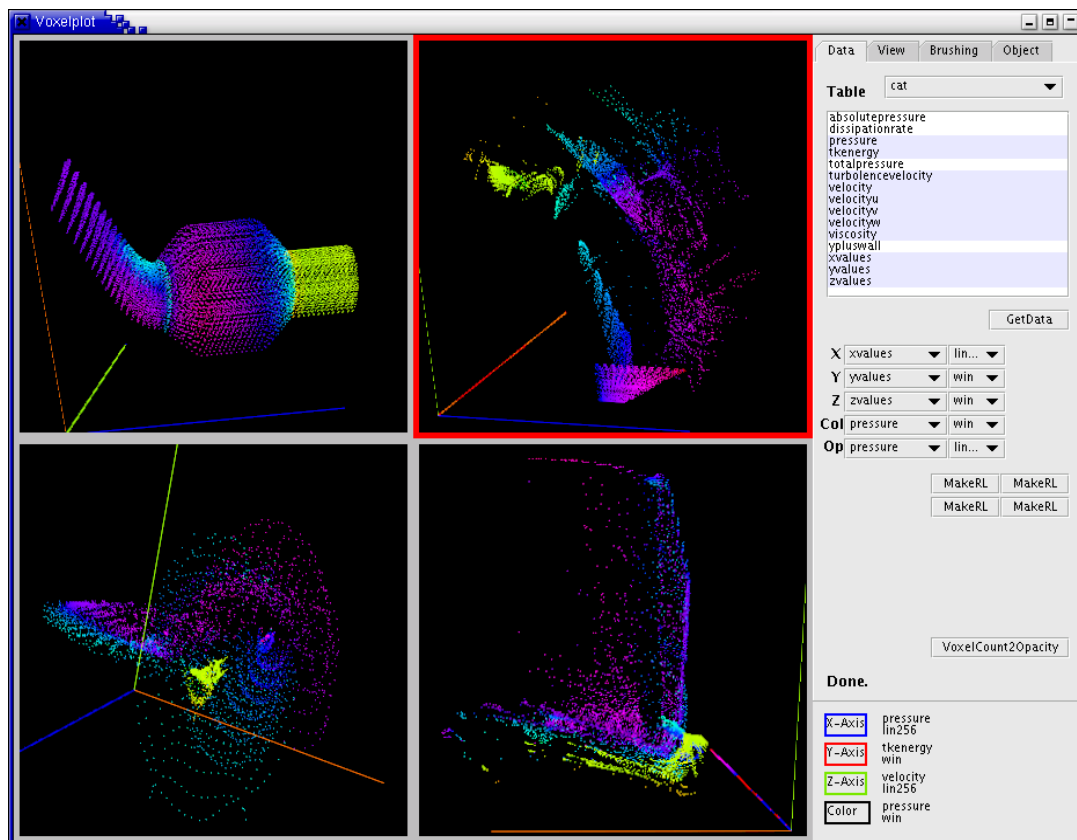 Voxelplot
Data View Brushing Object
Table cat
absolutepressure
dissipationrate
pressure
tkenergy
totalpressure
turbolencevelocity
velocity
velocityu
velocityv
velocityw
viscosity
ypluswall
xvalues
yvalues
zvalues
GetData
X xvalues lin...
Y yvalues win
Z zvalues win
Col pressure win
Op pressure lin...
MakeRL MakeRL
MakeRL MakeRL
VoxelCount2Opacity
Done.
X-Axis pressure
lin256
Y-Axis tkenergy
win
Z-Axis velocity
lin256
Color pressure
win